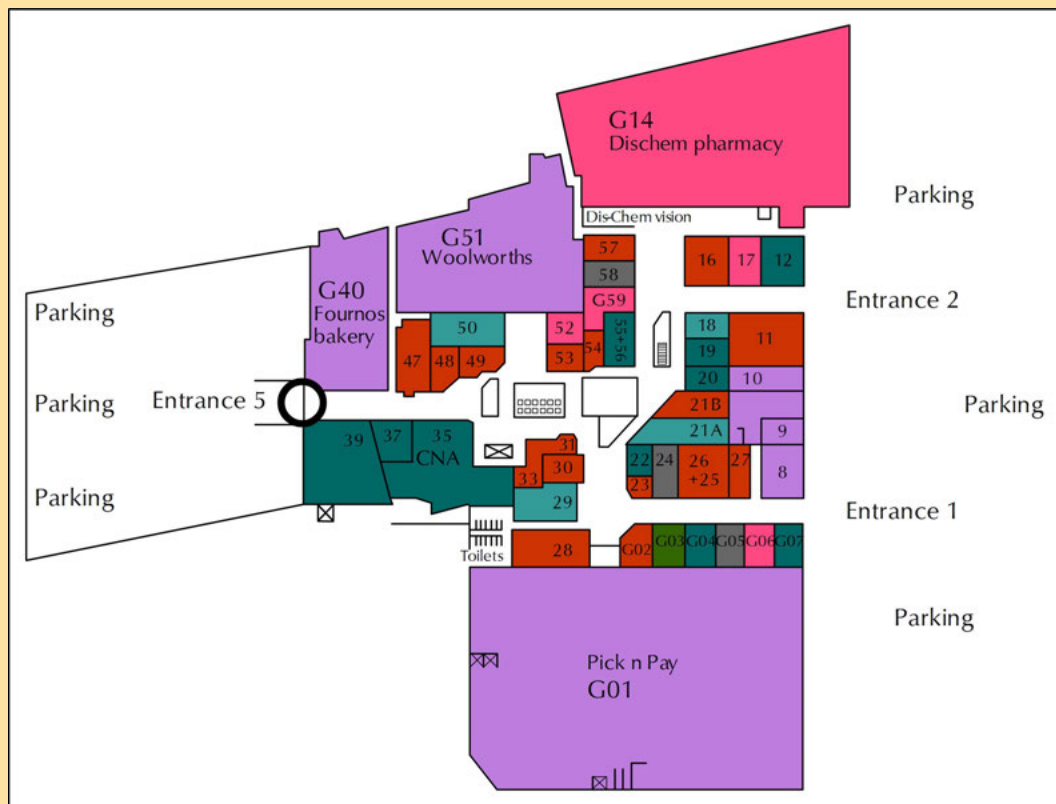 G14
Dischem pharmacy
Parking
Dis-Chem vision
G51
Woolworths
57
58
G59
16
17
12
G40
Fournos
bakery
Parking
Entrance 2
50
52
55+56
18
11
47
48
49
53
54
19
20
10
Parking
Entrance 5
21B
21A
9
Parking
39
37
35
CNA
31
30
33
29
22
23
24
26
+25
27
8
Parking
Entrance 1
Toilets
28
G02
G03
G04
G05
G06
G07
Parking
Pick n Pay
G01